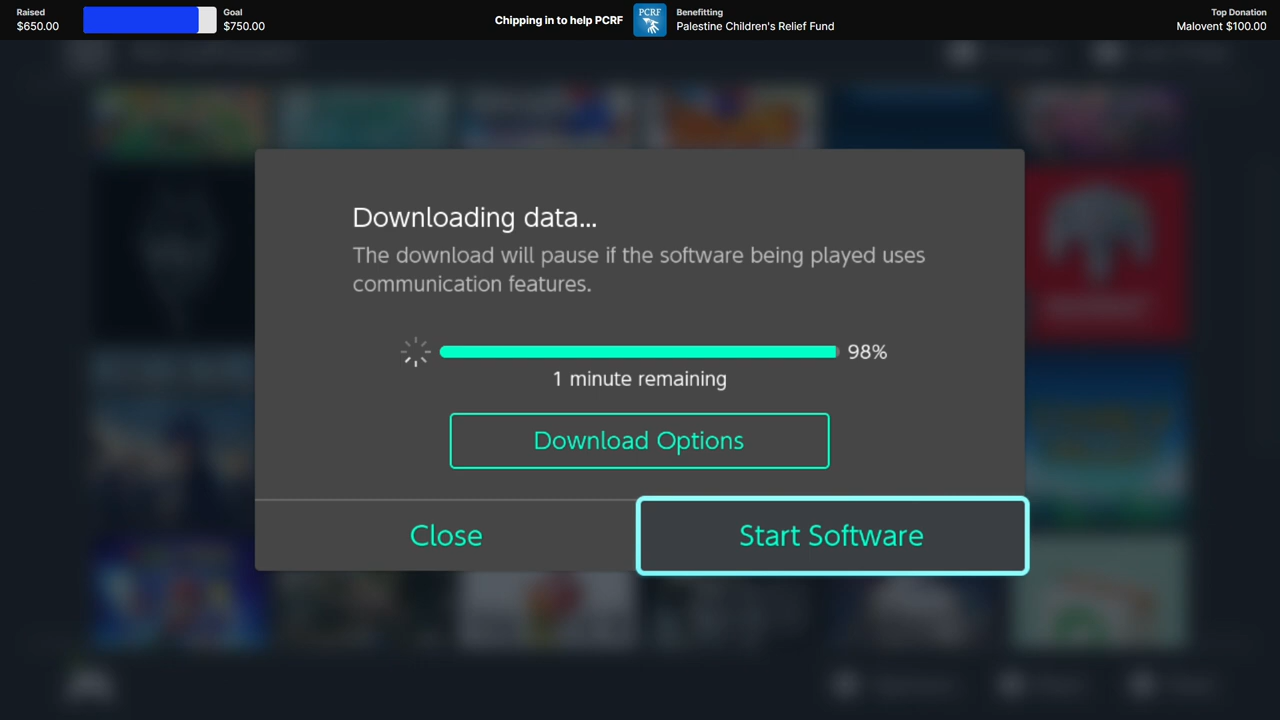 Raised
$650.00
Goal
$750.00
Chipping in to help PCRF
PCRF
Benefitting
Palestine Children's Relief Fund
Top Donation
Malovent $100.00
Downloading data...
The download will pause if the software being played uses
communication features.
98%
1 minute remaining
Download Options
Close
Start Software